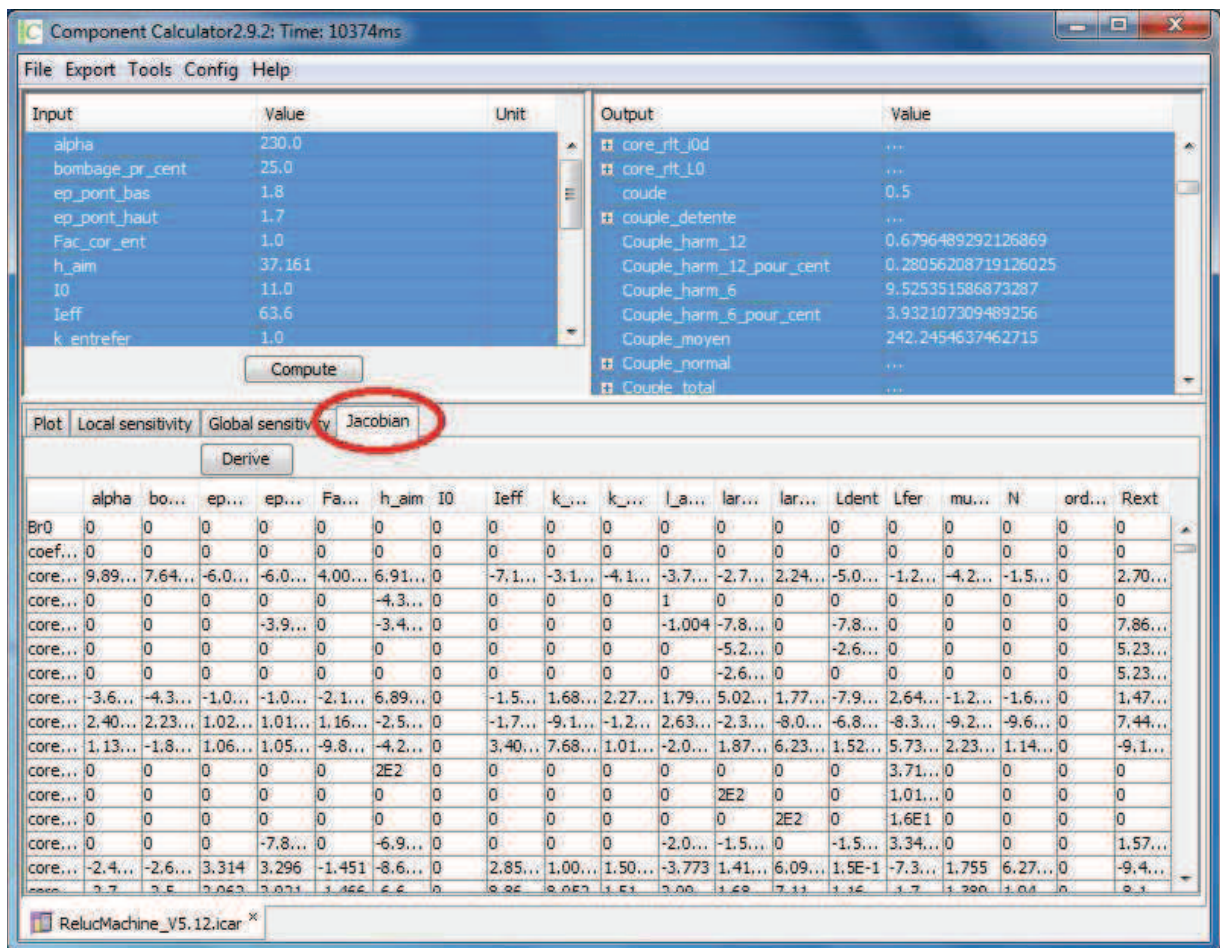 Component Calculator2.9.2: Time: 10374ms
File Export Tools Config Help
Input Value Unit
alpha 230.0
bombage_pr_cent 25.0
ep_pont_bas 1.8
ep_pont_haut 1.7
Fac_cor_ent 1.0
h_aim 37.161
I0 11.0
Ieff 63.6
k_entrefer 1.0
Compute
Output Value
core_rlt_i0d ...
core_rlt_L0 ...
coude 0.5
couple_detente ...
Couple_harm_12 0.6796489292126869
Couple_harm_12_pour_cent 0.28056208719126025
Couple_harm_6 9.525351586873287
Couple_harm_6_pour_cent 3.932107309489256
Couple_moyen 242.2454637462715
Couple_normal ...
Couple_total ...
Plot Local sensitivity Global sensitivity Jacobian
Derive
alpha bo... ep... ep... Fa... h_aim I0 Ieff k_... k_... l_a... lar... lar... Ldent Lfer mu... N ord... Rext
Br0 0 0 0 0 0 0 0 0 0 0 0 0 0 0 0 0 0 0 0
coef... 0 0 0 0 0 0 0 0 0 0 0 0 0 0 0 0 0 0 0
core... 9.89... 7.64... -6.0... -6.0... 4.00... 6.91... 0 -7.1... -3.1... -4.1... -3.7... -2.7... 2.24... -5.0... -1.2... -4.2... -1.5... 0 2.70...
core... 0 0 0 0 0 -4.3... 0 0 0 0 1 0 0 0 0 0 0 0 0
core... 0 0 0 -3.9... 0 -3.4... 0 0 0 0 -1.004 -7.8... 0 -7.8... 0 0 0 0 7.86...
core... 0 0 0 0 0 0 0 0 0 0 0 -5.2... 0 -2.6... 0 0 0 0 5.23...
core... 0 0 0 0 0 0 0 0 0 0 0 -2.6... 0 0 0 0 0 0 5.23...
core... -3.6... -4.3... -1.0... -1.0... -2.1... 6.89... 0 -1.5... 1.68... 2.27... 1.79... 5.02... 1.77... -7.9... 2.64... -1.2... -1.6... 0 1.47...
core... 2.40... 2.23... 1.02... 1.01... 1.16... -2.5... 0 -1.7... -9.1... -1.2... 2.63... -2.3... -8.0... -6.8... -8.3... -9.2... -9.6... 0 7.44...
core... 1.13... -1.8... 1.06... 1.05... -9.8... -4.2... 0 3.40... 7.68... 1.01... -2.0... 1.87... 6.23... 1.52... 5.73... 2.23... 1.14... 0 -9.1...
core... 0 0 0 0 0 2E2 0 0 0 0 0 0 0 0 3.71... 0 0 0 0
core... 0 0 0 0 0 0 0 0 0 0 0 2E2 0 0 1.01... 0 0 0 0
core... 0 0 0 0 0 0 0 0 0 0 0 0 2E2 0 1.6E1 0 0 0 0
core... 0 0 0 -7.8... 0 -6.9... 0 0 0 0 -2.0... -1.5... 0 -1.5... 3.34... 0 0 0 1.57...
core... -2.4... -2.6... 3.314 3.296 -1.451 -8.6... 0 2.85... 1.00... 1.50... -3.773 1.41... 6.09... 1.5E-1 -7.3... 1.755 6.27... 0 -9.4...
RelucMachine_V5.12.icar